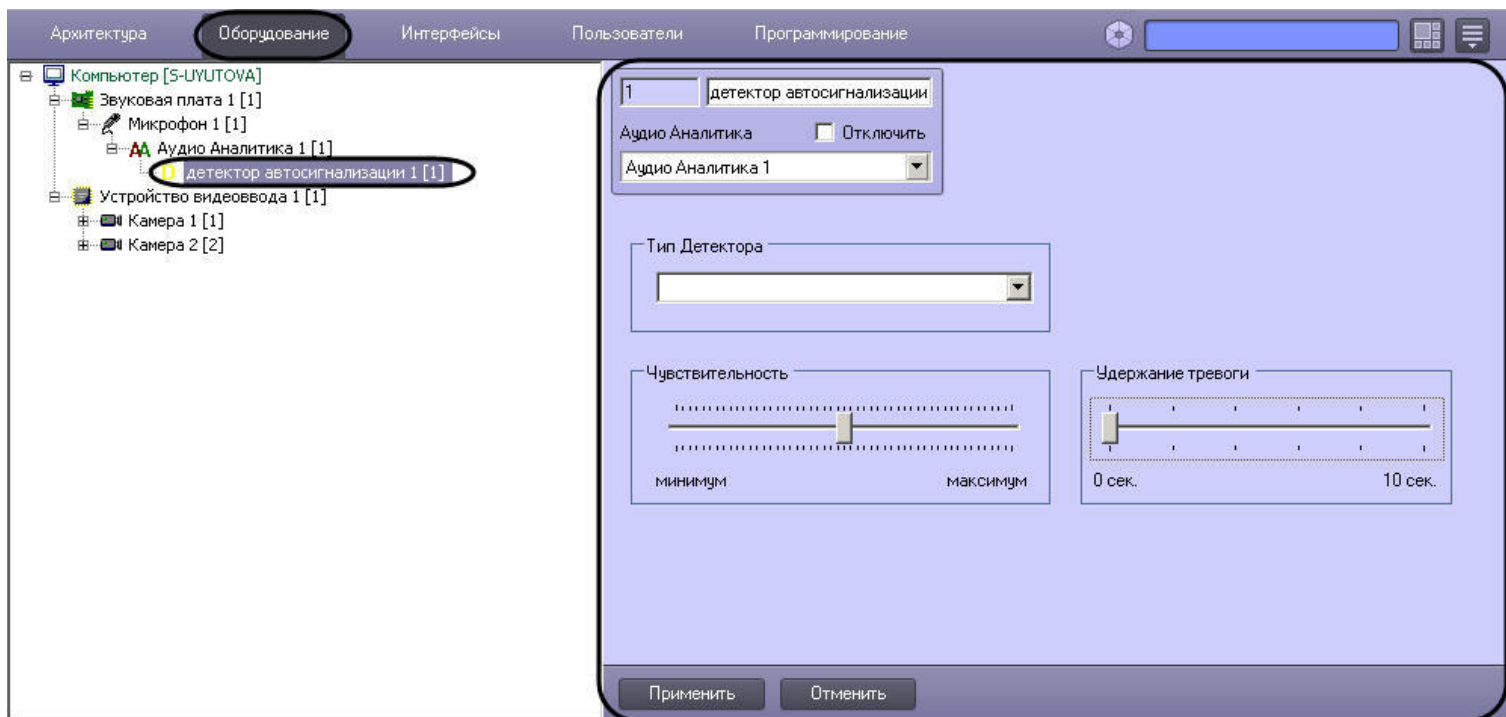 Архитектура Оборудование Интерфейсы Пользователи Программирование
Компьютер [S-UYUTOVA]
Звуковая плата 1 [1]
Микрофон 1 [1]
АА Аудио Аналитика 1 [1]
D детектор автосигнализации 1 [1]
Устройство видеоввода 1 [1]
Камера 1 [1]
Камера 2 [2]
1 детектор автосигнализации
Аудио Аналитика Отключить
Аудио Аналитика 1
Тип Детектора
Чувствительность
минимум максимум
Удержание тревоги
0 сек. 10 сек.
Применить Отменить